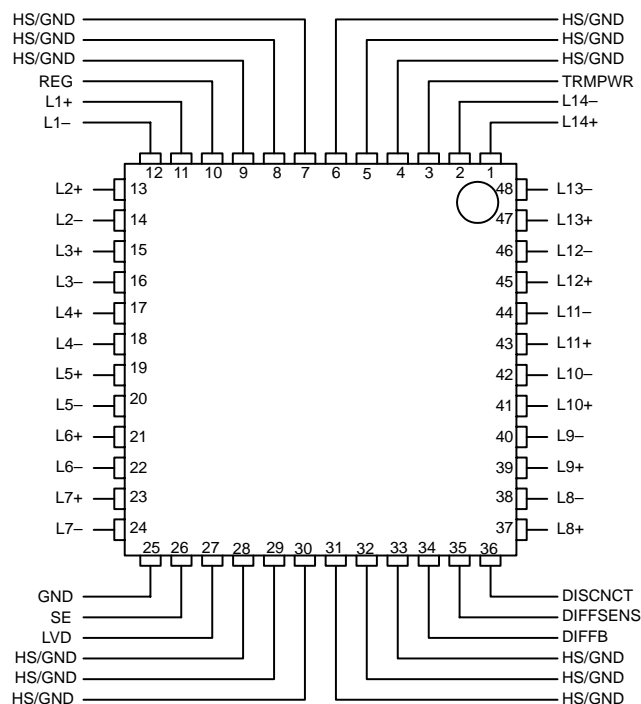 HS/GND HS/GND
HS/GND HS/GND
HS/GND HS/GND
REG TRMPWR
L1+ L14–
L1– L14+
12 11 10 9 8 7 6 5 4 3 2 1
L2+ 13 48 L13–
L2– 14 47 L13+
L3+ 15 46 L12–
L3– 16 45 L12+
L4+ 17 44 L11–
L4– 18 43 L11+
L5+ 19 42 L10–
L5– 20 41 L10+
L6+ 21 40 L9–
L6– 22 39 L9+
L7+ 23 38 L8–
L7– 24 37 L8+
25 26 27 28 29 30 31 32 33 34 35 36
GND DISCNCT
SE DIFFSENS
LVD DIFFB
HS/GND HS/GND
HS/GND HS/GND
HS/GND HS/GND